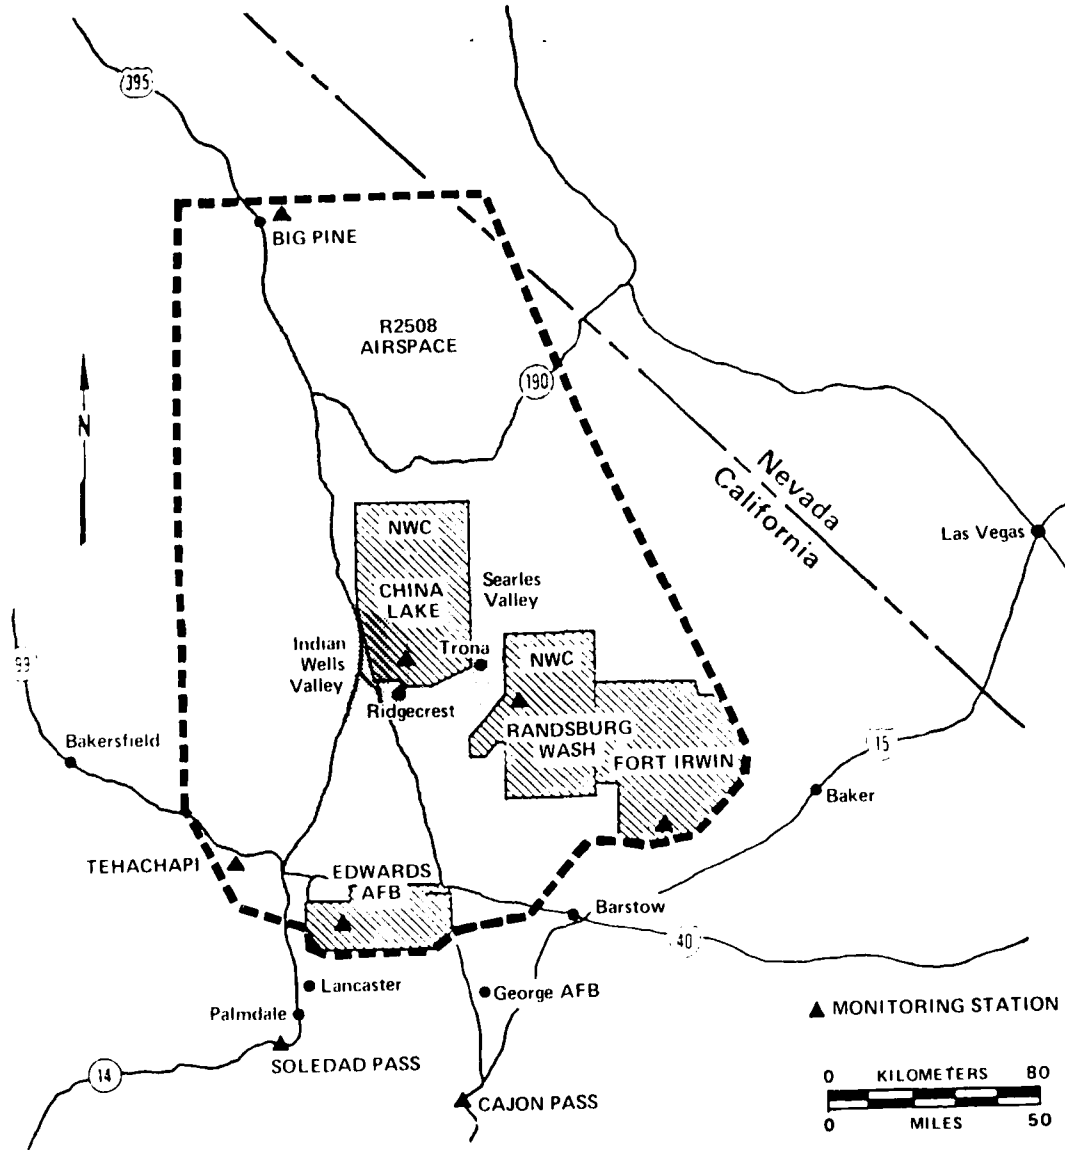 395
BIG PINE
R2508
AIRSPACE
190
N
Nevada
California
NWC
CHINA
LAKE
Searles
Valley
Las Vegas
Indian
Wells
Valley
Trona
NWC
Ridgecrest
RANDSBURG
WASH
FORT IRWIN
99
Bakersfield
15
Baker
TEHACHAPI
EDWARDS
AFB
Barstow
40
Lancaster
George AFB
Palmdale
MONITORING STATION
SOLEDAD PASS
14
CAJON PASS
0 KILOMETERS 80
0 MILES 50